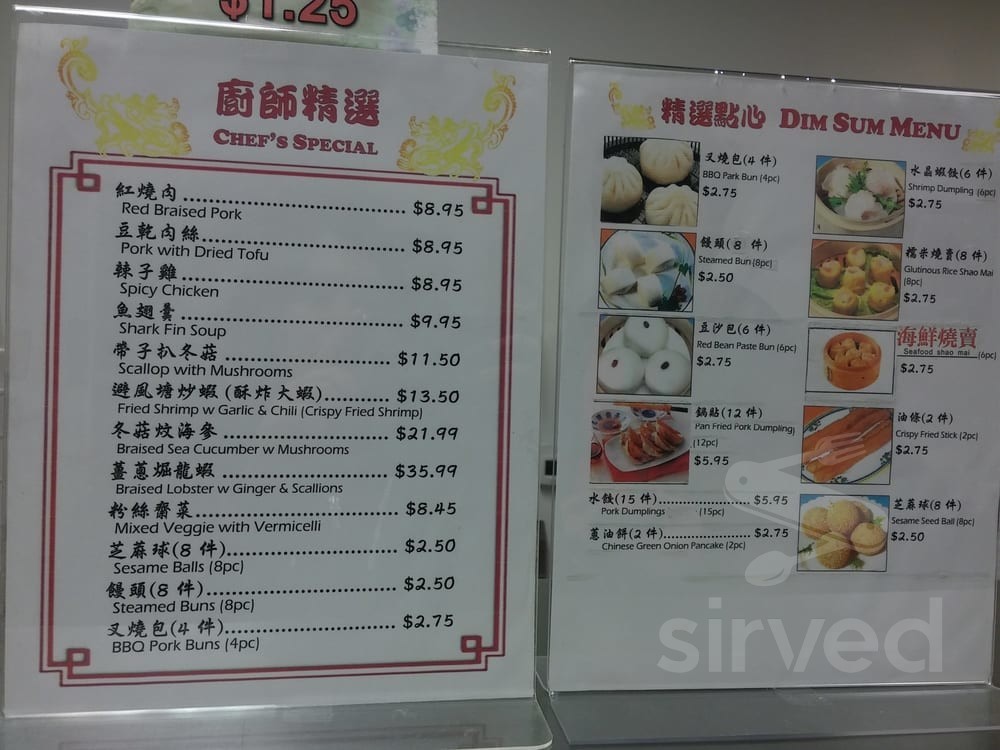 $1.25
廚師精選
CHEF'S SPECIAL
紅燒肉 $8.95
Red Braised Pork
豆乾肉絲 $8.95
Pork with Dried Tofu
辣子雞 $8.95
Spicy Chicken
魚翅羹 $9.95
Shark Fin Soup
帶子扒冬菇 $11.50
Scallop with Mushrooms
避風塘炒蝦 (酥炸大蝦) $13.50
Fried Shrimp w Garlic & Chili (Crispy Fried Shrimp)
冬菇炆海參 $21.99
Braised Sea Cucumber w Mushrooms
薑蔥焗龍蝦 $35.99
Braised Lobster w Ginger & Scallions
粉絲齋菜 $8.45
Mixed Veggie with Vermicelli
芝麻球(8 件) $2.50
Sesame Balls (8pc)
饅頭(8 件) $2.50
Steamed Buns (8pc)
叉燒包(4 件) $2.75
BBQ Pork Buns (4pc)
精選點心 DIM SUM MENU
叉燒包(4 件)
BBQ Park Bun (4pc)
$2.75
饅頭(8 件)
Steamed Bun (8pc)
$2.50
豆沙包(6 件)
Red Bean Paste Bun (6pc)
$2.75
鍋貼(12 件)
Pan Fried Pork Dumpling)
(12pc)
$5.95
水餃(15 件) $5.95
Pork Dumplings (15pc)
蔥油餅(2 件) $2.75
Chinese Green Onion Pancake (2pc)
水晶蝦餃(6 件)
Shrimp Dumpling (6pc)
$2.75
糯米燒賣(8 件)
Glutinous Rice Shao Mai
(8pc)
$2.75
海鮮燒賣
Seafood shao mai (6pc)
$2.75
油條(2 件)
Crispy Fried Stick (2pc)
$2.75
芝麻球(8 件)
Sesame Seed Ball (8pc)
$2.50
sirved